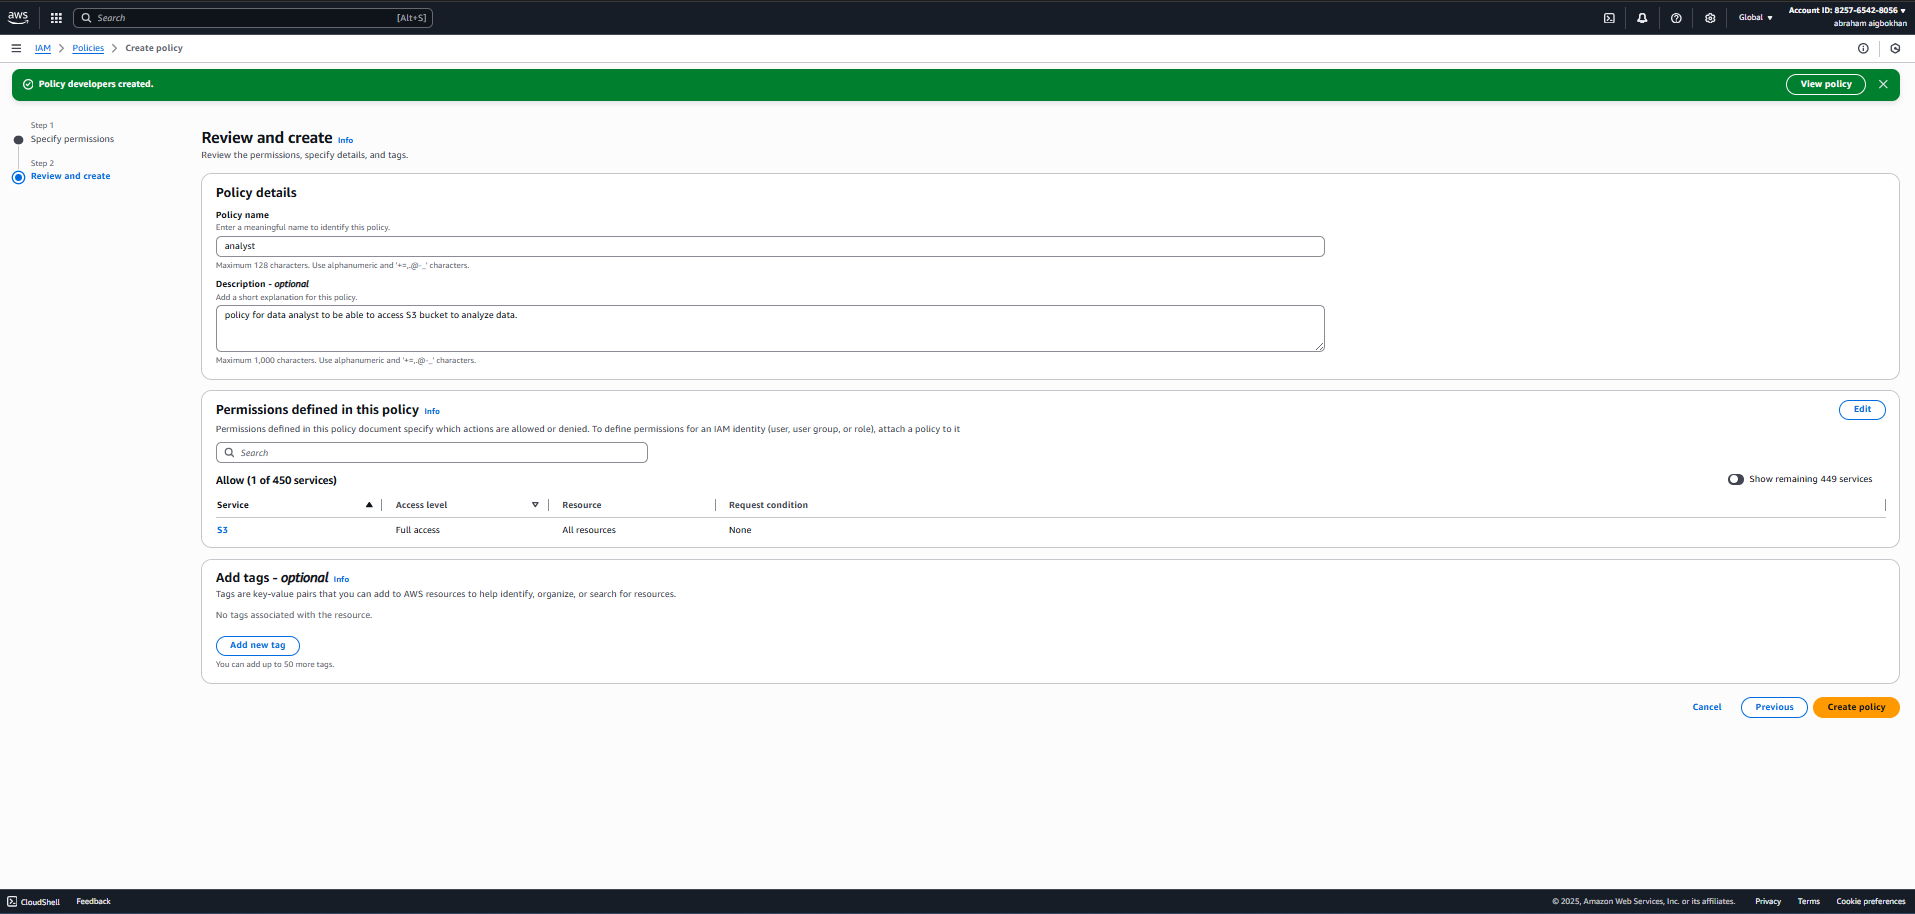 aws
Search [Alt+S]
Global ▼
Account ID: 8257-6542-8056 ▼
abraham aigbokhan
IAM > Policies > Create policy
Policy developers created.
View policy
Step 1
Specify permissions
Step 2
Review and create
Review and create Info
Review the permissions, specify details, and tags.
Policy details
Policy name
Enter a meaningful name to identify this policy.
analyst
Maximum 128 characters. Use alphanumeric and '+=,.@-_' characters.
Description - optional
Add a short explanation for this policy.
policy for data analyst to be able to access S3 bucket to analyze data.
Maximum 1,000 characters. Use alphanumeric and '+=,.@-_' characters.
Permissions defined in this policy Info
Edit
Permissions defined in this policy document specify which actions are allowed or denied. To define permissions for an IAM identity (user, user group, or role), attach a policy to it
Search
Allow (1 of 450 services)
Show remaining 449 services
Service Access level Resource Request condition
S3 Full access All resources None
Add tags - optional Info
Tags are key-value pairs that you can add to AWS resources to help identify, organize, or search for resources.
No tags associated with the resource.
Add new tag
You can add up to 50 more tags.
Cancel Previous Create policy
CloudShell Feedback © 2025, Amazon Web Services, Inc. or its affiliates. Privacy Terms Cookie preferences